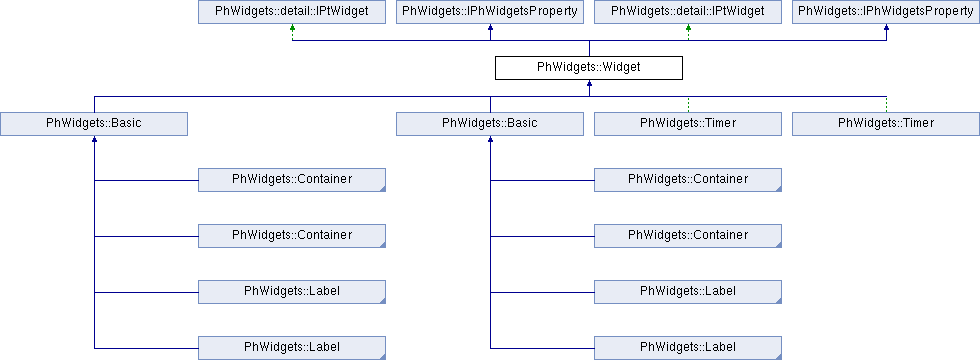 PhWidgets::detail::IPtWidget
PhWidgets::IPhWidgetsProperty
PhWidgets::detail::IPtWidget
PhWidgets::IPhWidgetsProperty
PhWidgets::Widget
PhWidgets::Basic
PhWidgets::Basic
PhWidgets::Timer
PhWidgets::Timer
PhWidgets::Container
PhWidgets::Container
PhWidgets::Container
PhWidgets::Container
PhWidgets::Label
PhWidgets::Label
PhWidgets::Label
PhWidgets::Label